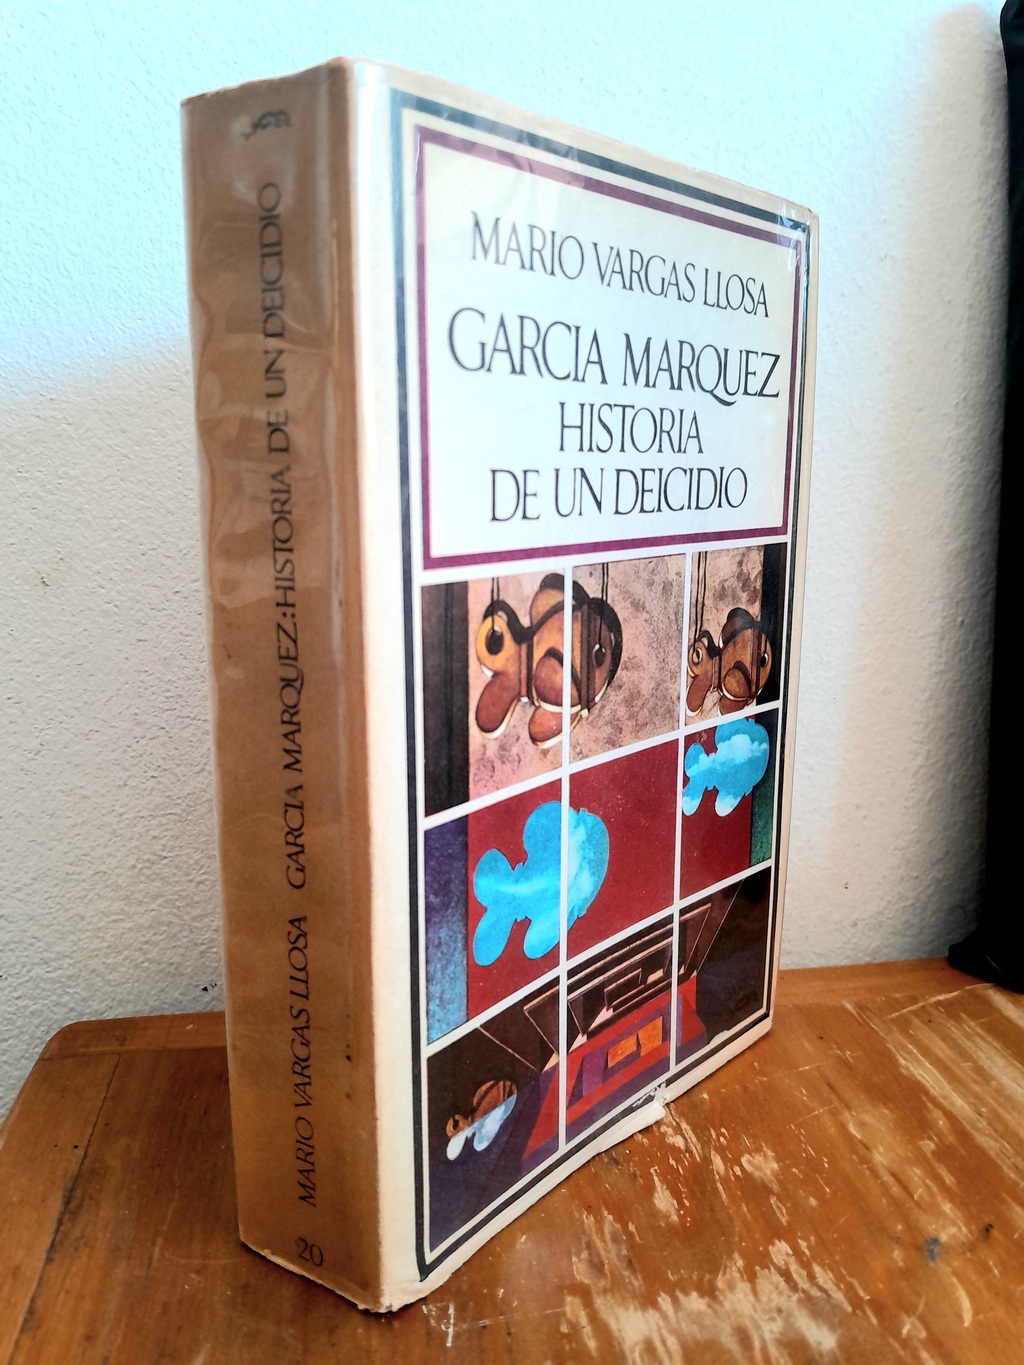 MARIO VARGAS LLOSA
GARCIA MARQUEZ
HISTORIA
DE UN DEICIDIO
MARIO VARGAS LLOSA GARCIA MARQUEZ:HISTORIA DE UN DEICIDIO
20